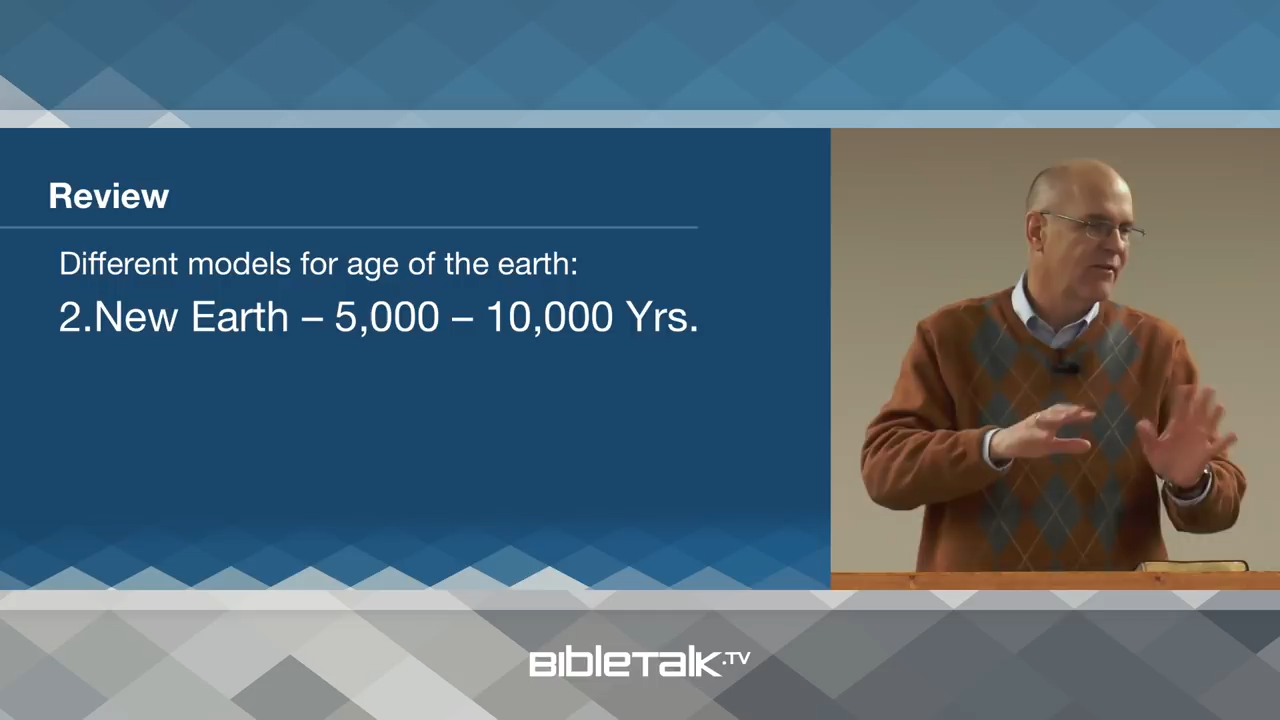 Review
Different models for age of the earth:
2.New Earth – 5,000 – 10,000 Yrs.
BIBLETALK.TV